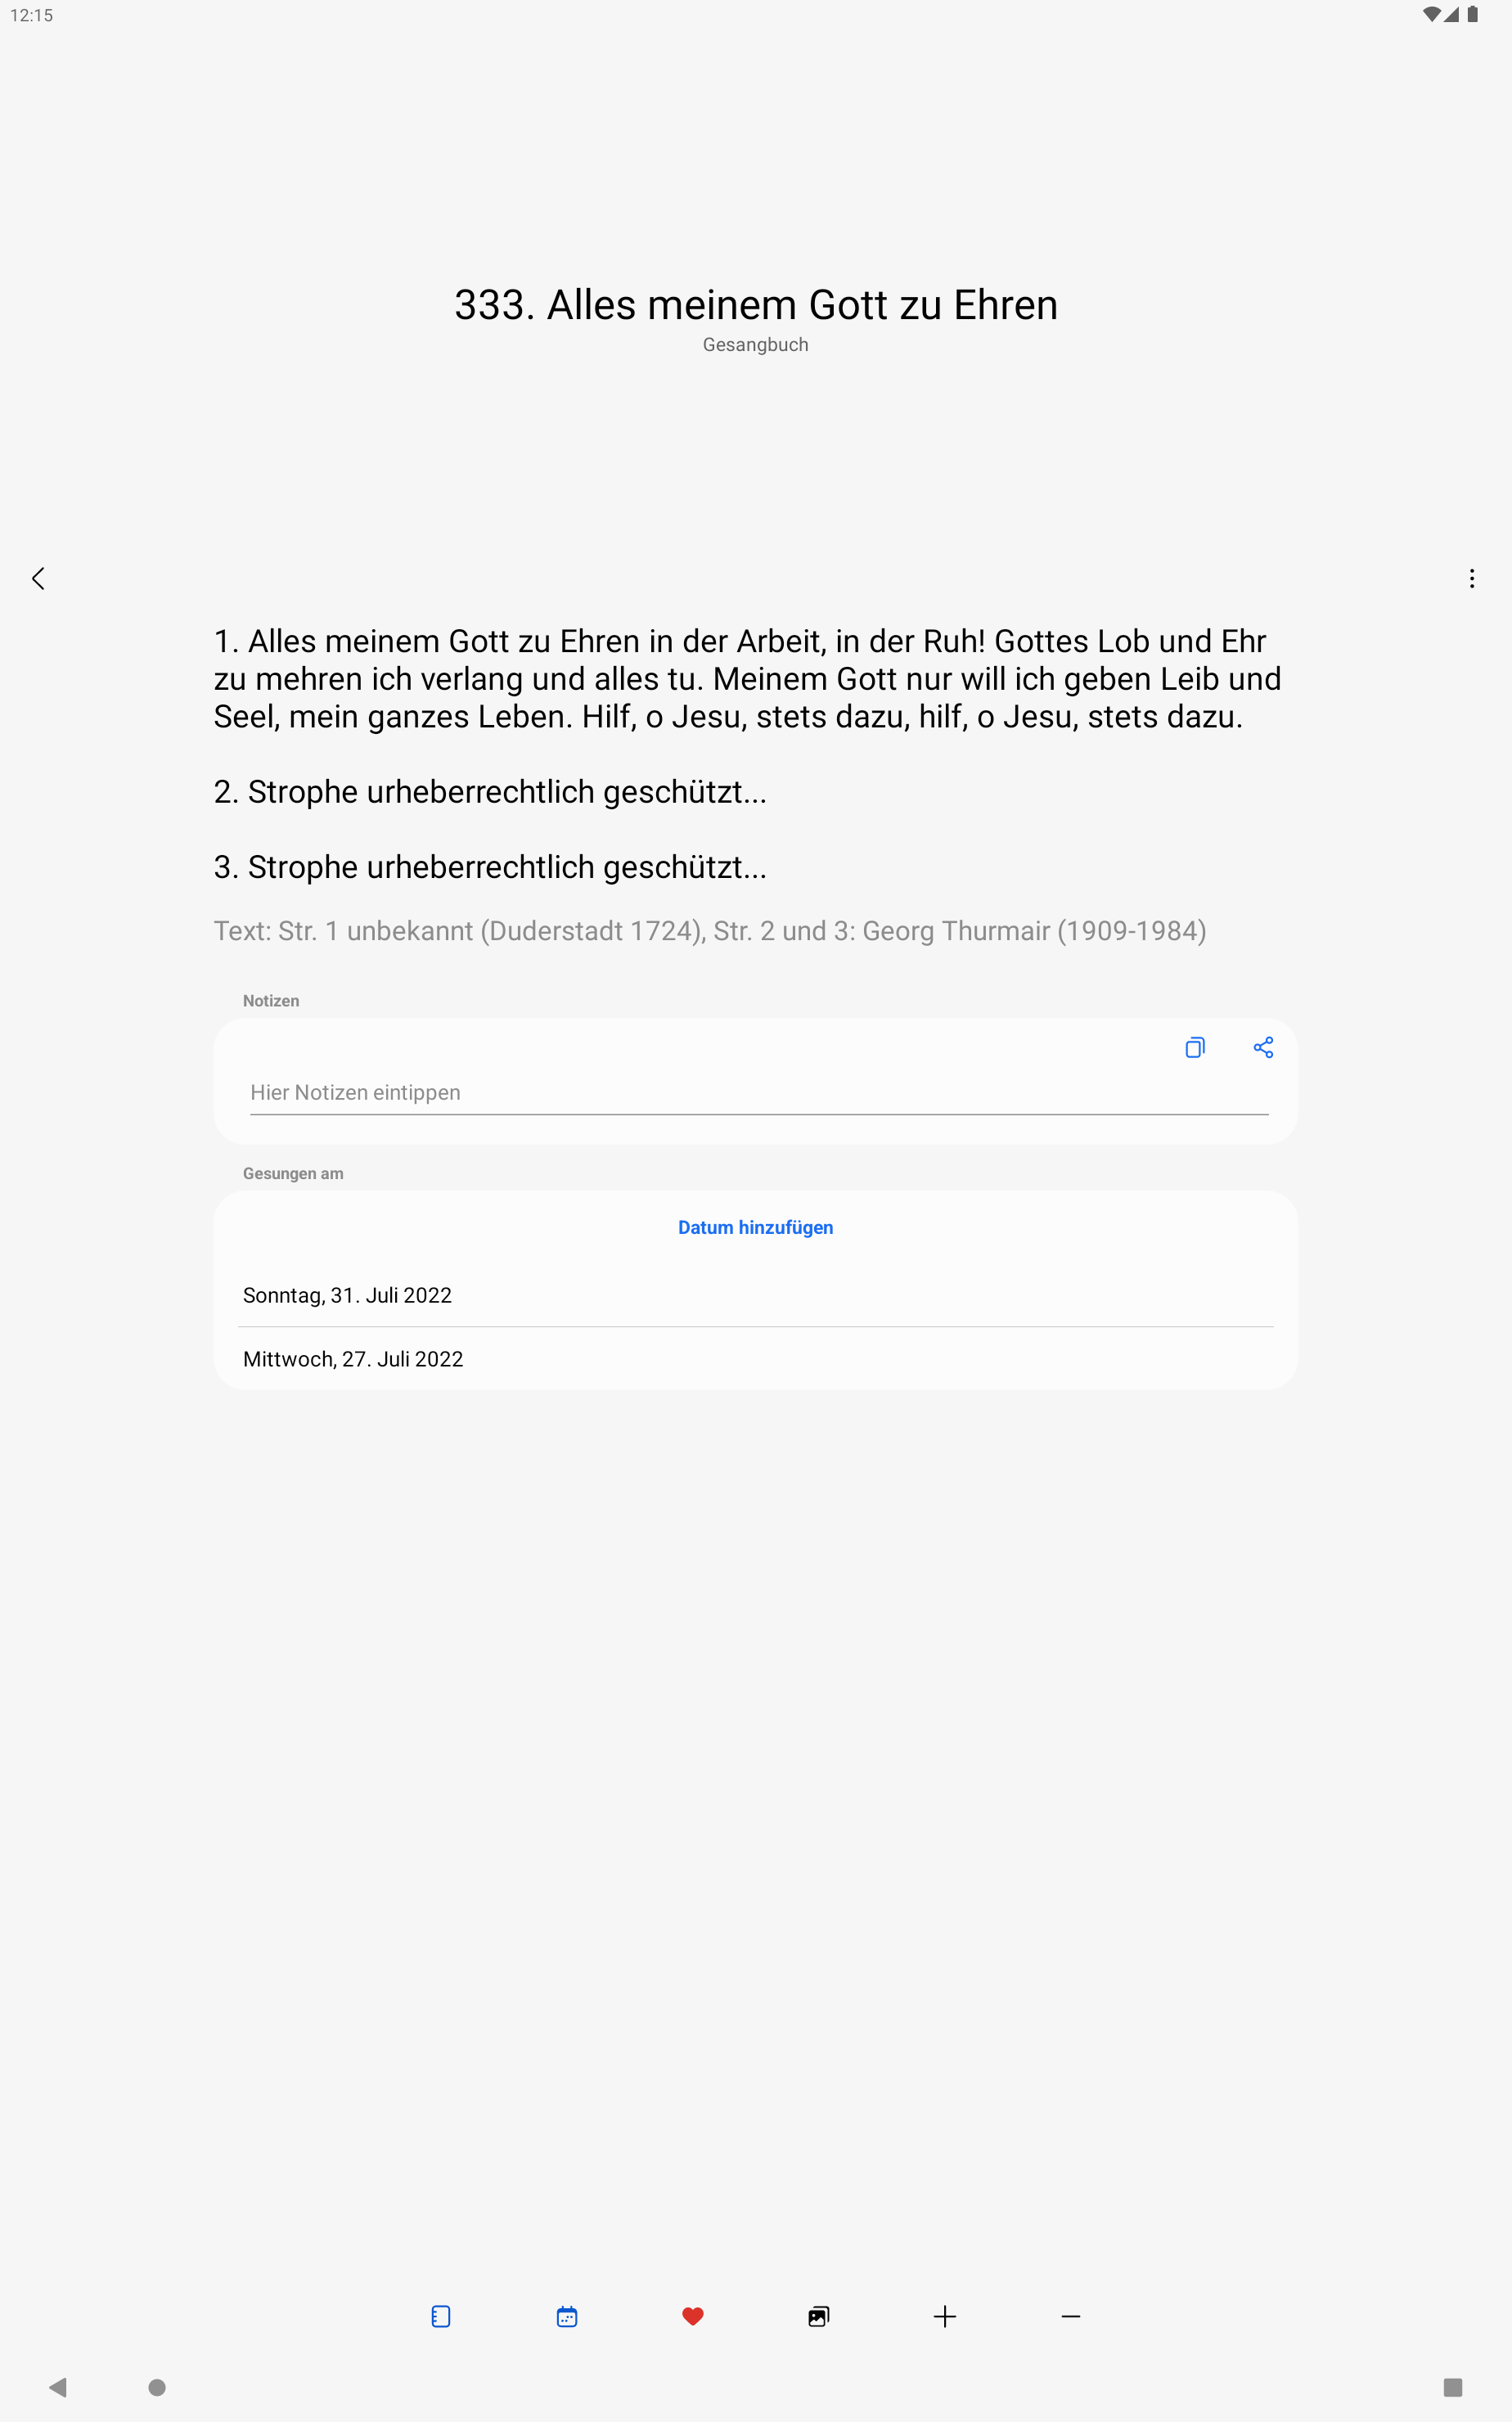 12:15
333. Alles meinem Gott zu Ehren
Gesangbuch
1. Alles meinem Gott zu Ehren in der Arbeit, in der Ruh! Gottes Lob und Ehr
zu mehren ich verlang und alles tu. Meinem Gott nur will ich geben Leib und
Seel, mein ganzes Leben. Hilf, o Jesu, stets dazu, hilf, o Jesu, stets dazu.
2. Strophe urheberrechtlich geschützt...
3. Strophe urheberrechtlich geschützt...
Text: Str. 1 unbekannt (Duderstadt 1724), Str. 2 und 3: Georg Thurmair (1909-1984)
Notizen
Hier Notizen eintippen
Gesungen am
Datum hinzufügen
Sonntag, 31. Juli 2022
Mittwoch, 27. Juli 2022